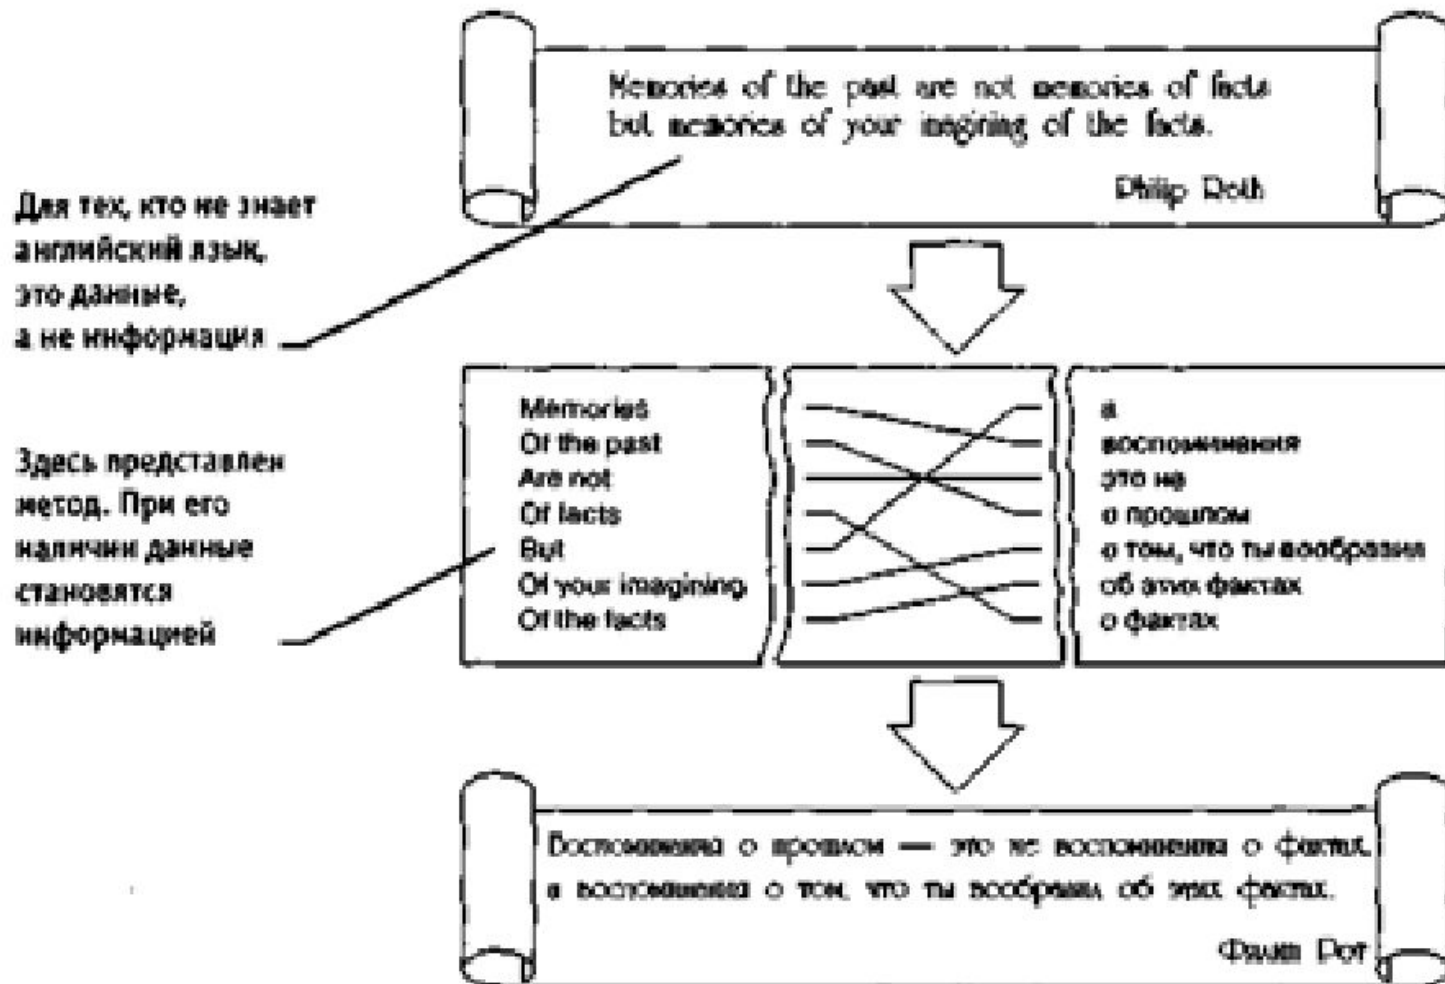 Memories of the past are not memories of facts
but memories of your imagining of the facts.
Philip Roth
Для тех, кто не знает
английский язык,
это данные,
а не информация
Здесь представлен
метод. При его
наличии данные
становятся
информацией
Memories
Of the past
Are not
Of facts
But
Of your imagining
Of the facts
а
воспоминания
это не
о прошлом
о том, что ты вообразил
об этих фактах
о фактах
Воспоминания о прошлом — это не воспоминания о фактах,
а воспоминания о том, что ты вообразил об этих фактах.
Филип Рот